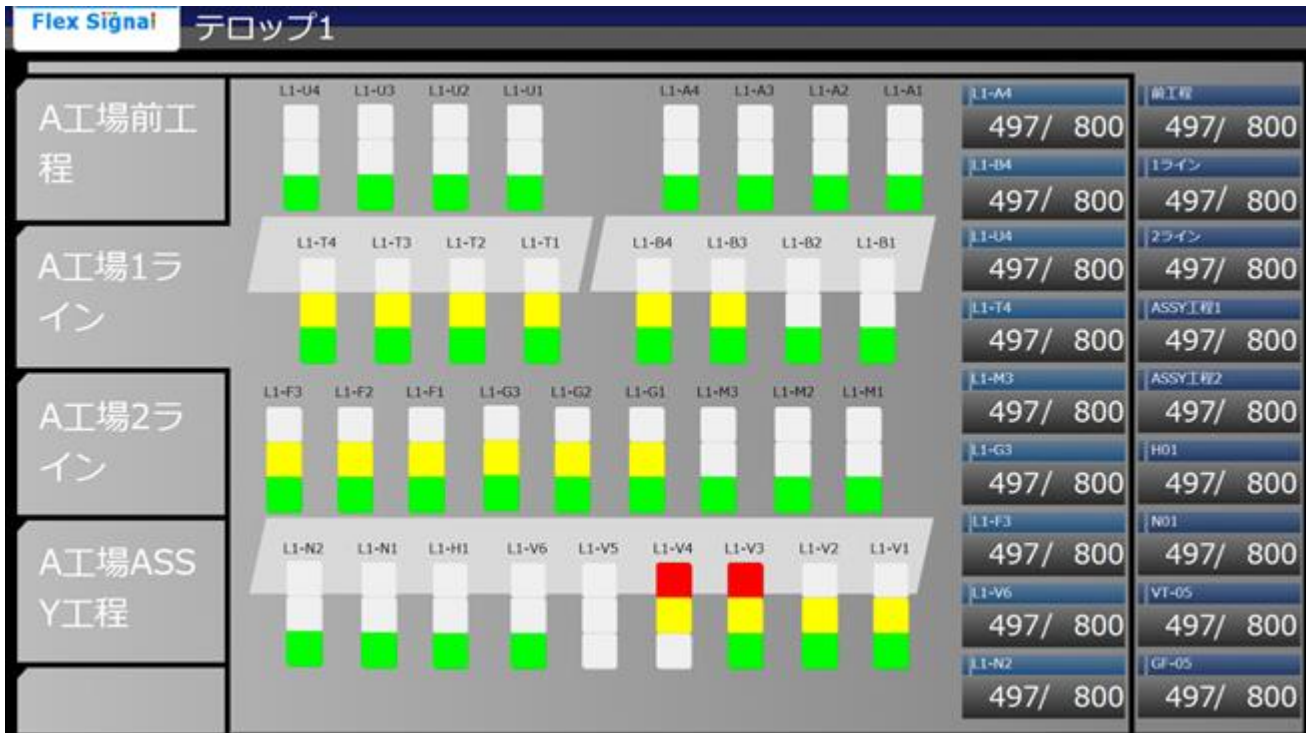 Flex Signal
テロップ1
A工場前工
程
A工場1ラ
イン
A工場2ラ
イン
A工場ASS
Y工程
L1-U4 L1-U3 L1-U2 L1-U1 L1-A4 L1-A3 L1-A2 L1-A1
L1-T4 L1-T3 L1-T2 L1-T1 L1-B4 L1-B3 L1-B2 L1-B1
L1-F3 L1-F2 L1-F1 L1-G3 L1-G2 L1-G1 L1-M3 L1-M2 L1-M1
L1-N2 L1-N1 L1-H1 L1-V6 L1-V5 L1-V4 L1-V3 L1-V2 L1-V1
L1-A4
497/ 800
L1-B4
497/ 800
L1-U4
497/ 800
L1-T4
497/ 800
L1-M3
497/ 800
L1-G3
497/ 800
L1-F3
497/ 800
L1-V6
497/ 800
L1-N2
497/ 800
前工程
497/ 800
1ライン
497/ 800
2ライン
497/ 800
ASSY工程1
497/ 800
ASSY工程2
497/ 800
H01
497/ 800
N01
497/ 800
VT-05
497/ 800
GF-05
497/ 800